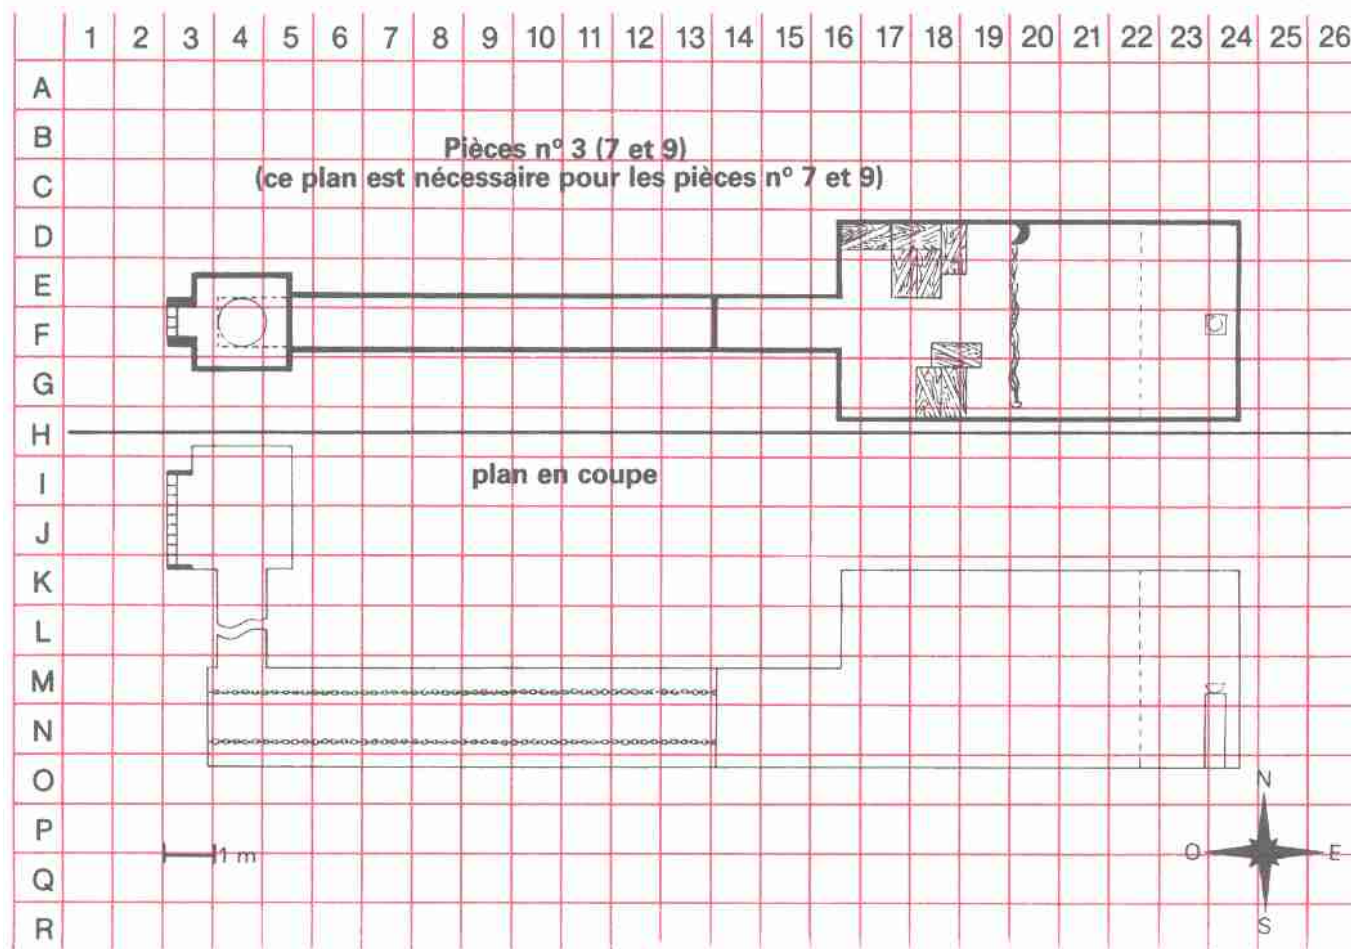 1 2 3 4 5 6 7 8 9 10 11 12 13 14 15 16 17 18 19 20 21 22 23 24 25 26
A
B
Pièces nº 3 (7 et 9)
C
(ce plan est nécessaire pour les pièces nº 7 et 9)
D
E
F
G
H
I
plan en coupe
J
K
L
M
N
O
N
P
1 m
O E
Q
S
R